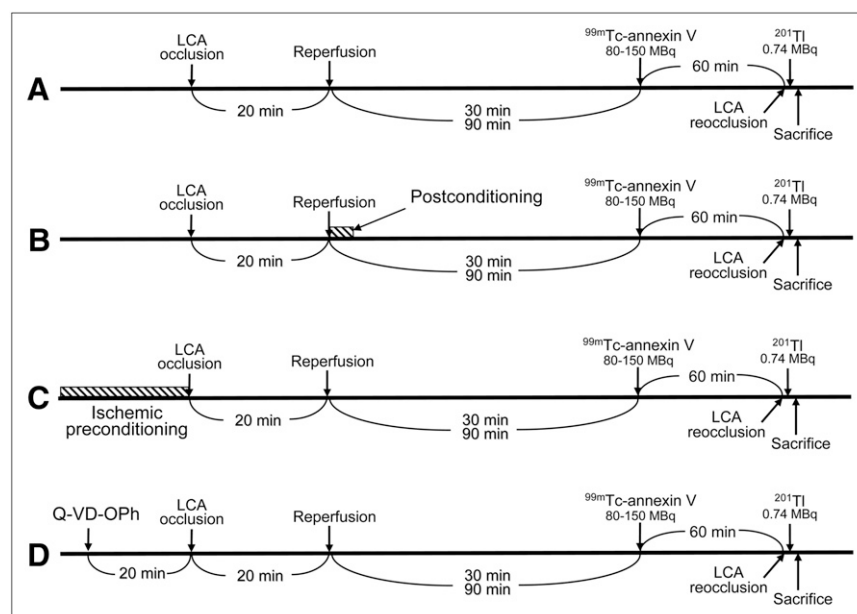 LCA
occlusion
Reperfusion
99mTc-annexin V
80-150 MBq
201Tl
0.74 MBq
60 min
A
20 min
30 min
90 min
LCA
reocclusion
Sacrifice
LCA
occlusion
Reperfusion
Postconditioning
99mTc-annexin V
80-150 MBq
201Tl
0.74 MBq
60 min
B
20 min
30 min
90 min
LCA
reocclusion
Sacrifice
LCA
occlusion
Reperfusion
99mTc-annexin V
80-150 MBq
201Tl
0.74 MBq
60 min
C
Ischemic
preconditioning
20 min
30 min
90 min
LCA
reocclusion
Sacrifice
Q-VD-OPh
LCA
occlusion
Reperfusion
99mTc-annexin V
80-150 MBq
201Tl
0.74 MBq
60 min
D
20 min
20 min
30 min
90 min
LCA
reocclusion
Sacrifice